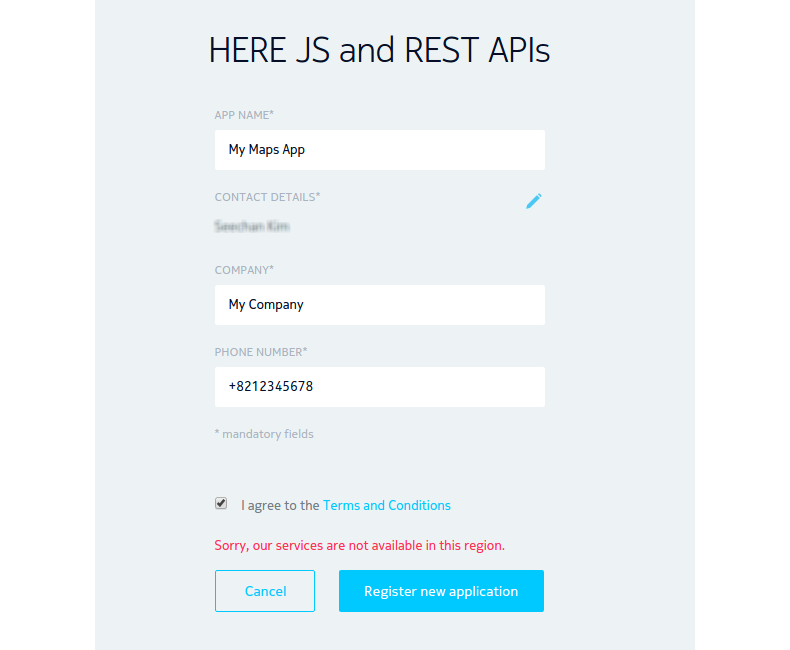 HERE JS and REST APIs
APP NAME*
My Maps App
CONTACT DETAILS*
COMPANY*
My Company
PHONE NUMBER*
+8212345678
* mandatory fields
I agree to the Terms and Conditions
Sorry, our services are not available in this region.
Cancel
Register new application